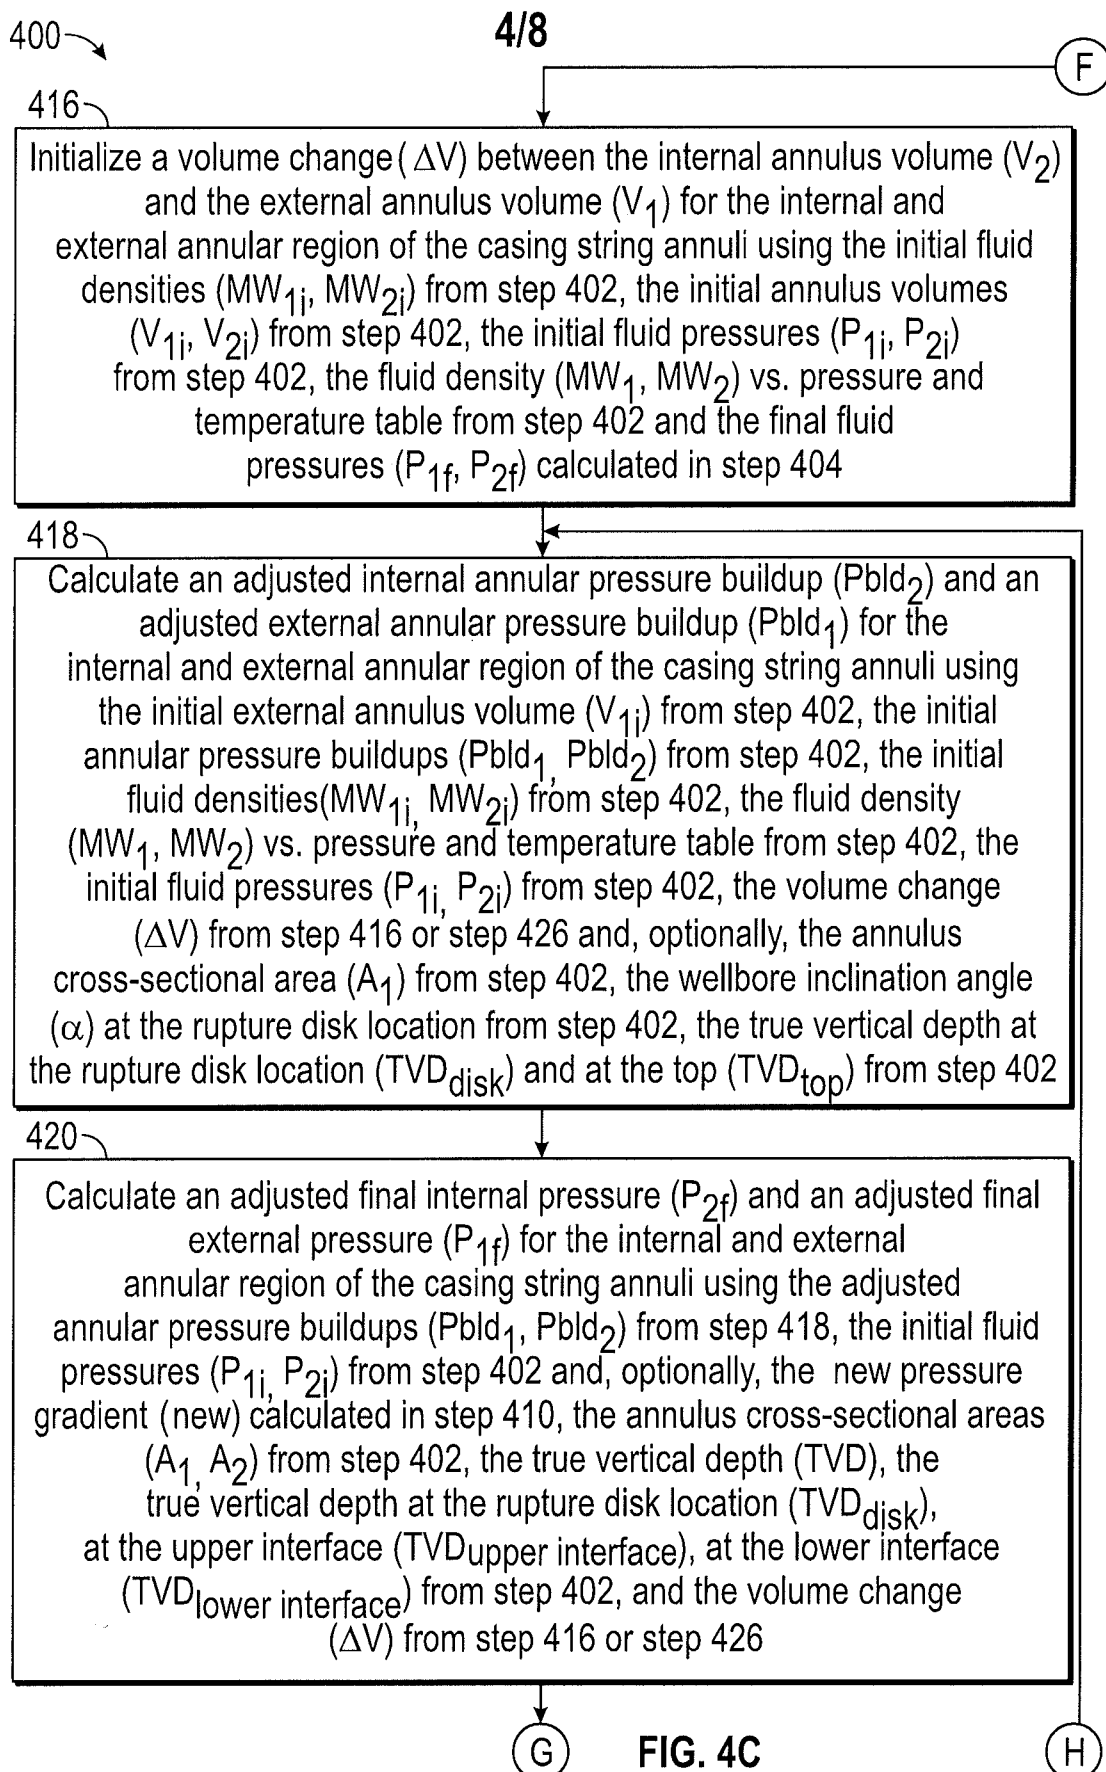 400
4/8
F
416
Initialize a volume change (ΔV) between the internal annulus volume (V2)
and the external annulus volume (V1) for the internal and
external annular region of the casing string annuli using the initial fluid
densities (MW1i, MW2i) from step 402, the initial annulus volumes
(V1i, V2i) from step 402, the initial fluid pressures (P1i, P2i)
from step 402, the fluid density (MW1, MW2) vs. pressure and
temperature table from step 402 and the final fluid
pressures (P1f, P2f) calculated in step 404
418
Calculate an adjusted internal annular pressure buildup (Pbld2) and an
adjusted external annular pressure buildup (Pbld1) for the
internal and external annular region of the casing string annuli using
the initial external annulus volume (V1i) from step 402, the initial
annular pressure buildups (Pbld1, Pbld2) from step 402, the initial
fluid densities(MW1i, MW2i) from step 402, the fluid density
(MW1, MW2) vs. pressure and temperature table from step 402, the
initial fluid pressures (P1i, P2i) from step 402, the volume change
(ΔV) from step 416 or step 426 and, optionally, the annulus
cross-sectional area (A1) from step 402, the wellbore inclination angle
(α) at the rupture disk location from step 402, the true vertical depth at
the rupture disk location (TVDdisk) and at the top (TVDtop) from step 402
420
Calculate an adjusted final internal pressure (P2f) and an adjusted final
external pressure (P1f) for the internal and external
annular region of the casing string annuli using the adjusted
annular pressure buildups (Pbld1, Pbld2) from step 418, the initial fluid
pressures (P1i, P2i) from step 402 and, optionally, the new pressure
gradient (new) calculated in step 410, the annulus cross-sectional areas
(A1, A2) from step 402, the true vertical depth (TVD), the
true vertical depth at the rupture disk location (TVDdisk),
at the upper interface (TVDupper interface), at the lower interface
(TVDlower interface) from step 402, and the volume change
(ΔV) from step 416 or step 426
G
FIG. 4C
H